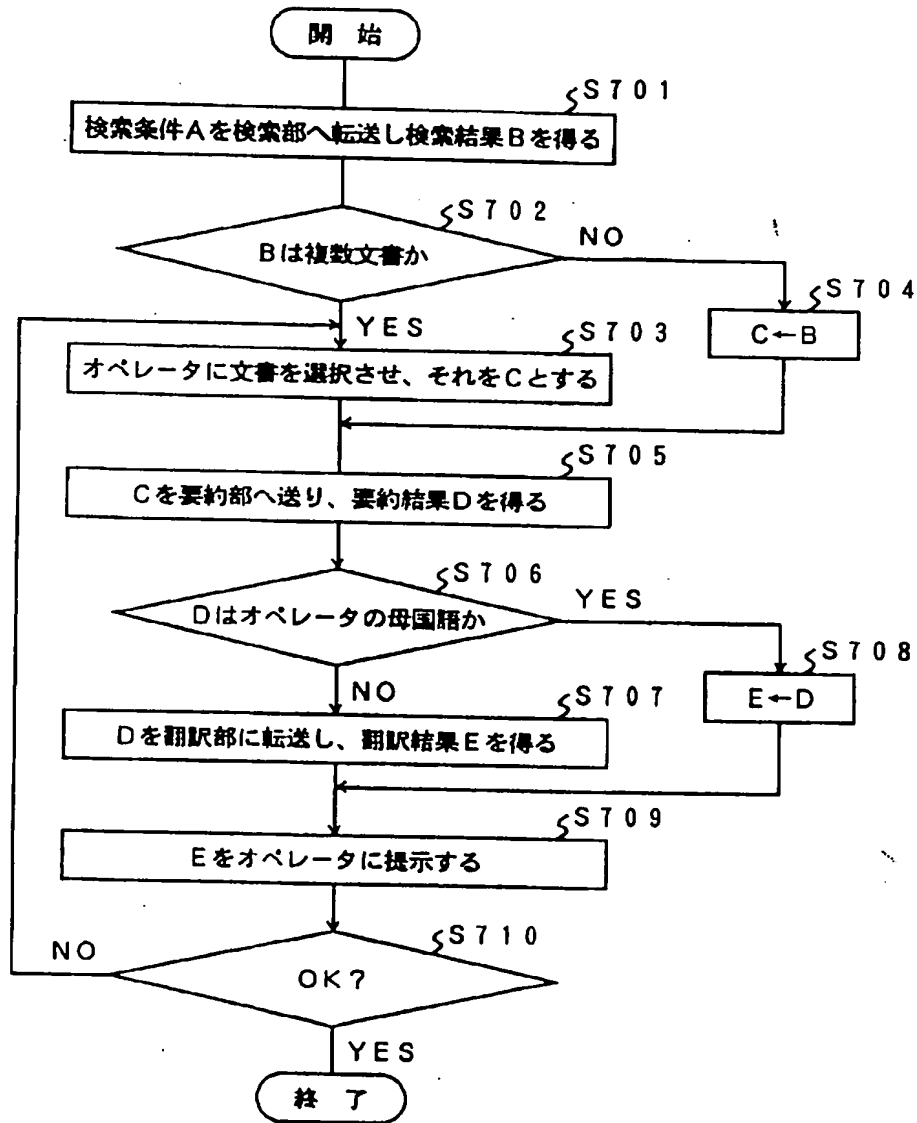 開始
S701
検索条件Aを検索部へ転送し検索結果Bを得る
S702
Bは複数文書か
NO
S704
C←B
YES
S703
オペレータに文書を選択させ、それをCとする
S705
Cを要約部へ送り、要約結果Dを得る
S706
Dはオペレータの母国語か
YES
S708
E←D
NO
S707
Dを翻訳部に転送し、翻訳結果Eを得る
S709
Eをオペレータに提示する
S710
NO
OK?
YES
終了